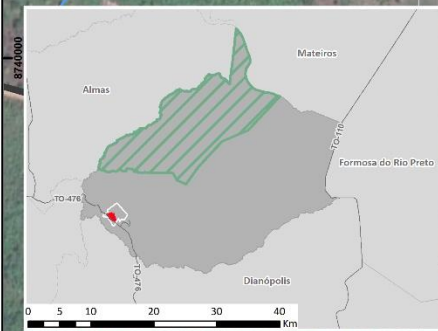 8740000
Mateiros
Almas
TO-110
Formosa do Rio Preto
TO-476
TO-476
Dianópolis
0 5 10 20 30 40
Km